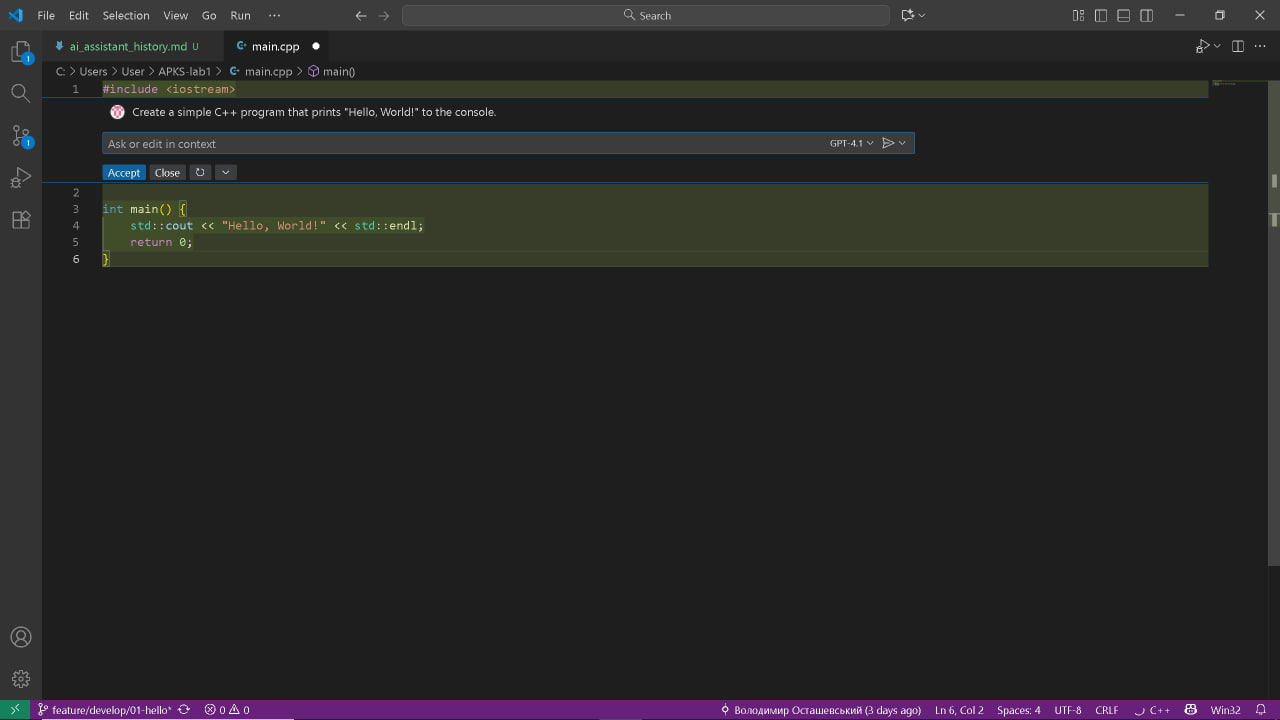 File Edit Selection View Go Run ··· Search
ai_assistant_history.md U main.cpp
C: > Users > User > APKS-lab1 > main.cpp > main()
1 #include <iostream>
Create a simple C++ program that prints "Hello, World!" to the console.
Ask or edit in context GPT-4.1
Accept Close
2
3 int main() {
4 std::cout << "Hello, World!" << std::endl;
5 return 0;
6 }
1
1
feature/develop/01-hello* 0 0 Володимир Осташевський (3 days ago) Ln 6, Col 2 Spaces: 4 UTF-8 CRLF C++ Win32